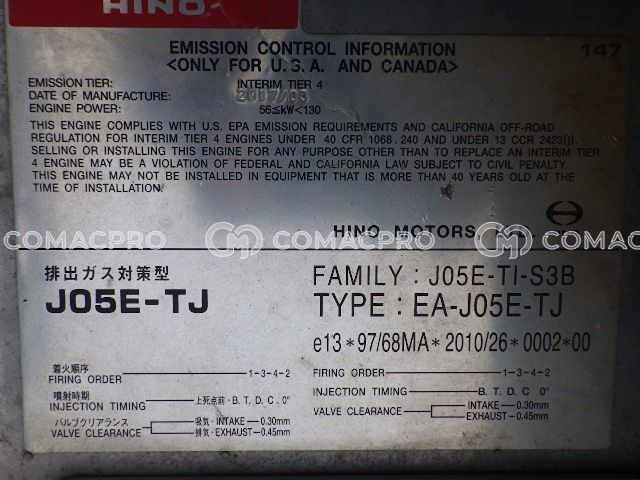 HINO
EMISSION CONTROL INFORMATION
<ONLY FOR U.S.A. AND CANADA>
147
EMISSION TIER: INTERIM TIER 4
DATE OF MANUFACTURE:
ENGINE POWER: 56≤kW<130
THIS ENGINE COMPLIES WITH U.S. EPA EMISSION REQUIREMENTS AND CALIFORNIA OFF-ROAD
REGULATION FOR INTERIM TIER 4 ENGINES UNDER 40 CFR 1068.240 AND UNDER 13 CCR 2423(j).
SELLING OR INSTALLING THIS ENGINE FOR ANY PURPOSE OTHER THAN TO REPLACE AN INTERIM TIER
4 ENGINE MAY BE A VIOLATION OF FEDERAL AND CALIFORNIA LAW SUBJECT TO CIVIL PENALTY.
THIS ENGINE MAY NOT BE INSTALLED IN EQUIPMENT THAT IS MORE THAN 40 YEARS OLD AT THE
TIME OF INSTALLATION.
HINO MOTORS
COMACPRO COMACPRO COMACPRO
排出ガス対策型
J05E-TJ
着火順序
FIRING ORDER 1-3-4-2
噴射時期
INJECTION TIMING 上死点前・B.T.D.C 0°
バルブクリアランス 吸気・INTAKE-0.30mm
VALVE CLEARANCE 排気・EXHAUST-0.45mm
FAMILY : J05E-TI-S3B
TYPE : EA-J05E-TJ
e13*97/68MA*2010/26*0002*00
FIRING ORDER 1-3-4-2
INJECTION TIMING B.T.D.C 0°
VALVE CLEARANCE INTAKE-0.30mm
EXHAUST-0.45mm